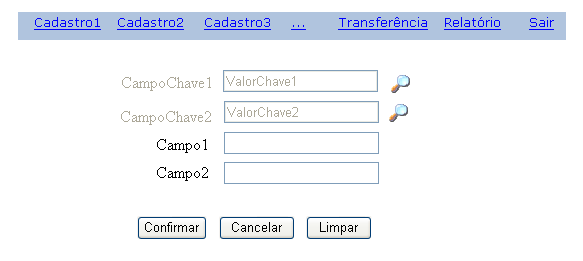 Cadastro1 Cadastro2 Cadastro3 ... Transferência Relatório Sair
CampoChave1 ValorChave1
CampoChave2 ValorChave2
Campo1
Campo2
Confirmar Cancelar Limpar